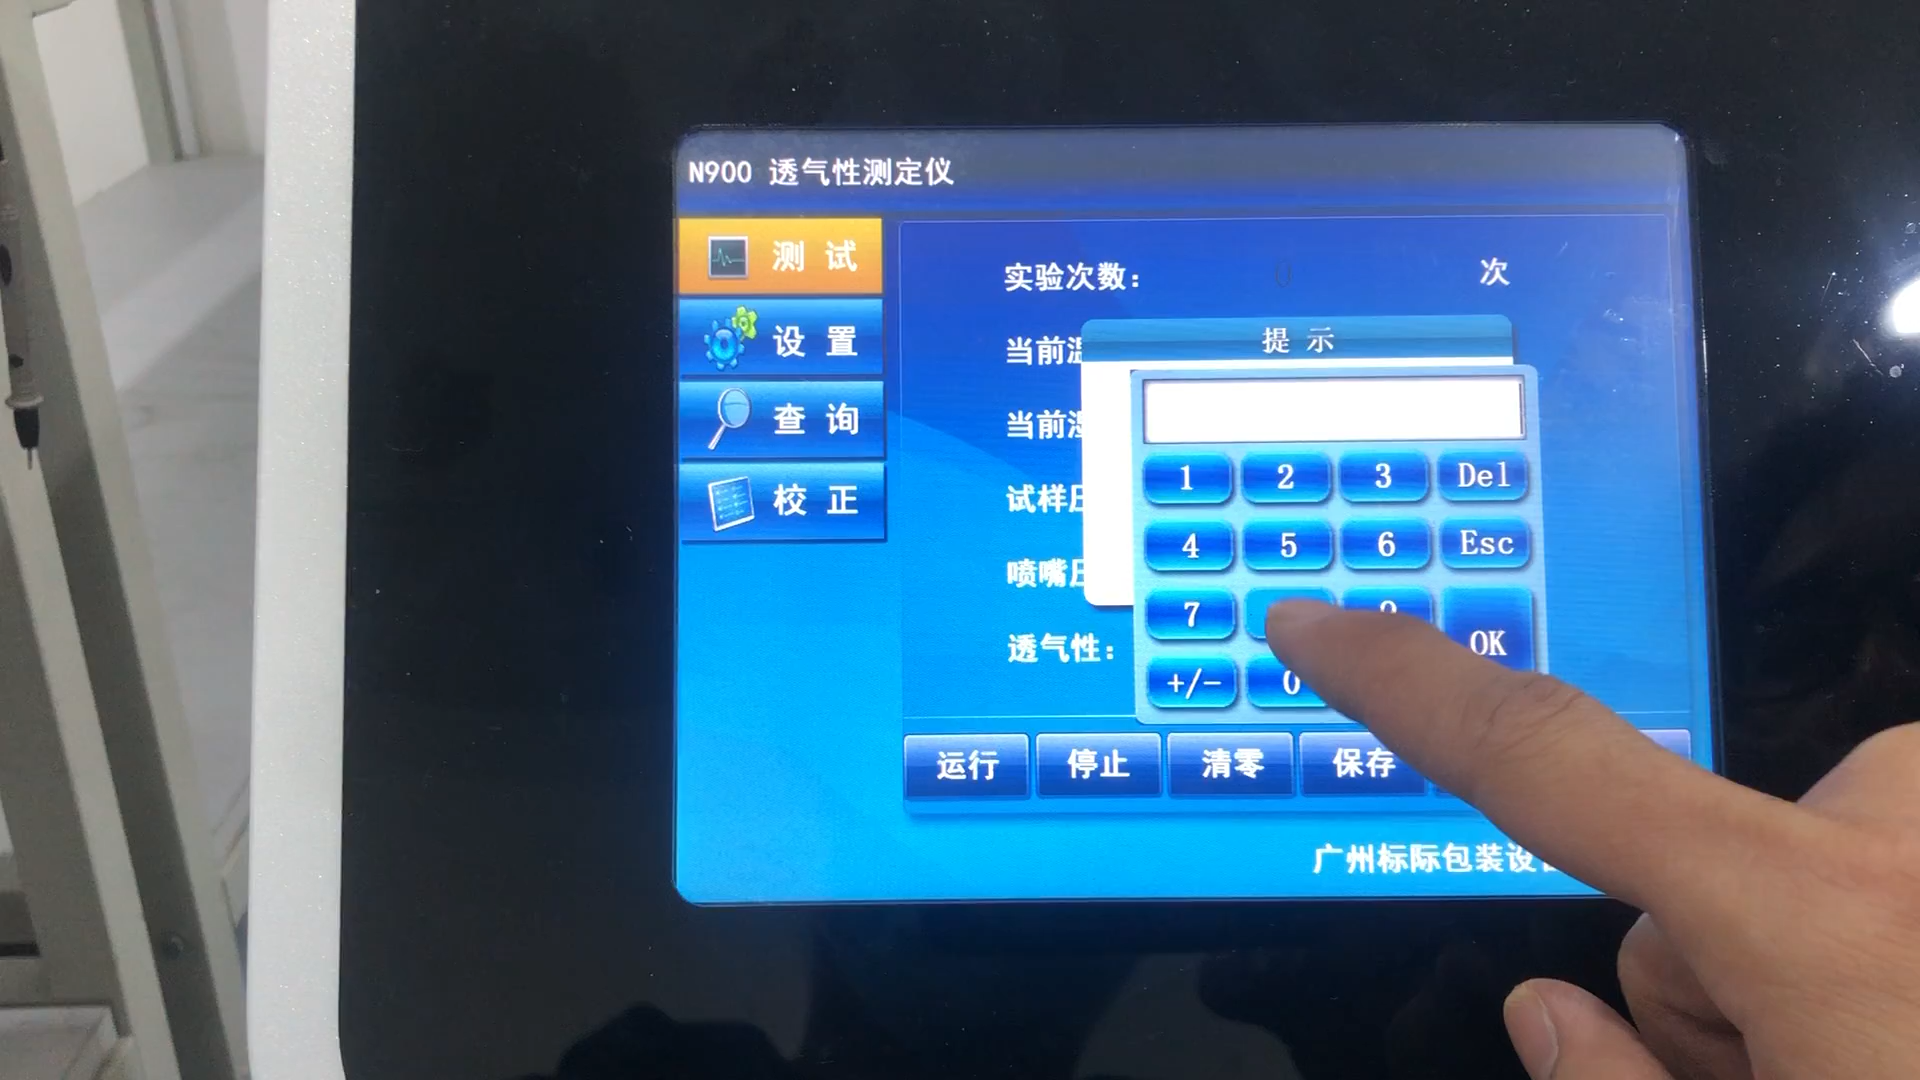 N900 透气性测定仪
测 试
设 置
查 询
校 正
实验次数: 0 次
提 示
当前
当前
试样
喷嘴
透气性:
1 2 3 Del
4 5 6 Esc
7
OK
+/- 0
运行 停止 清零 保存
广州标际包装设